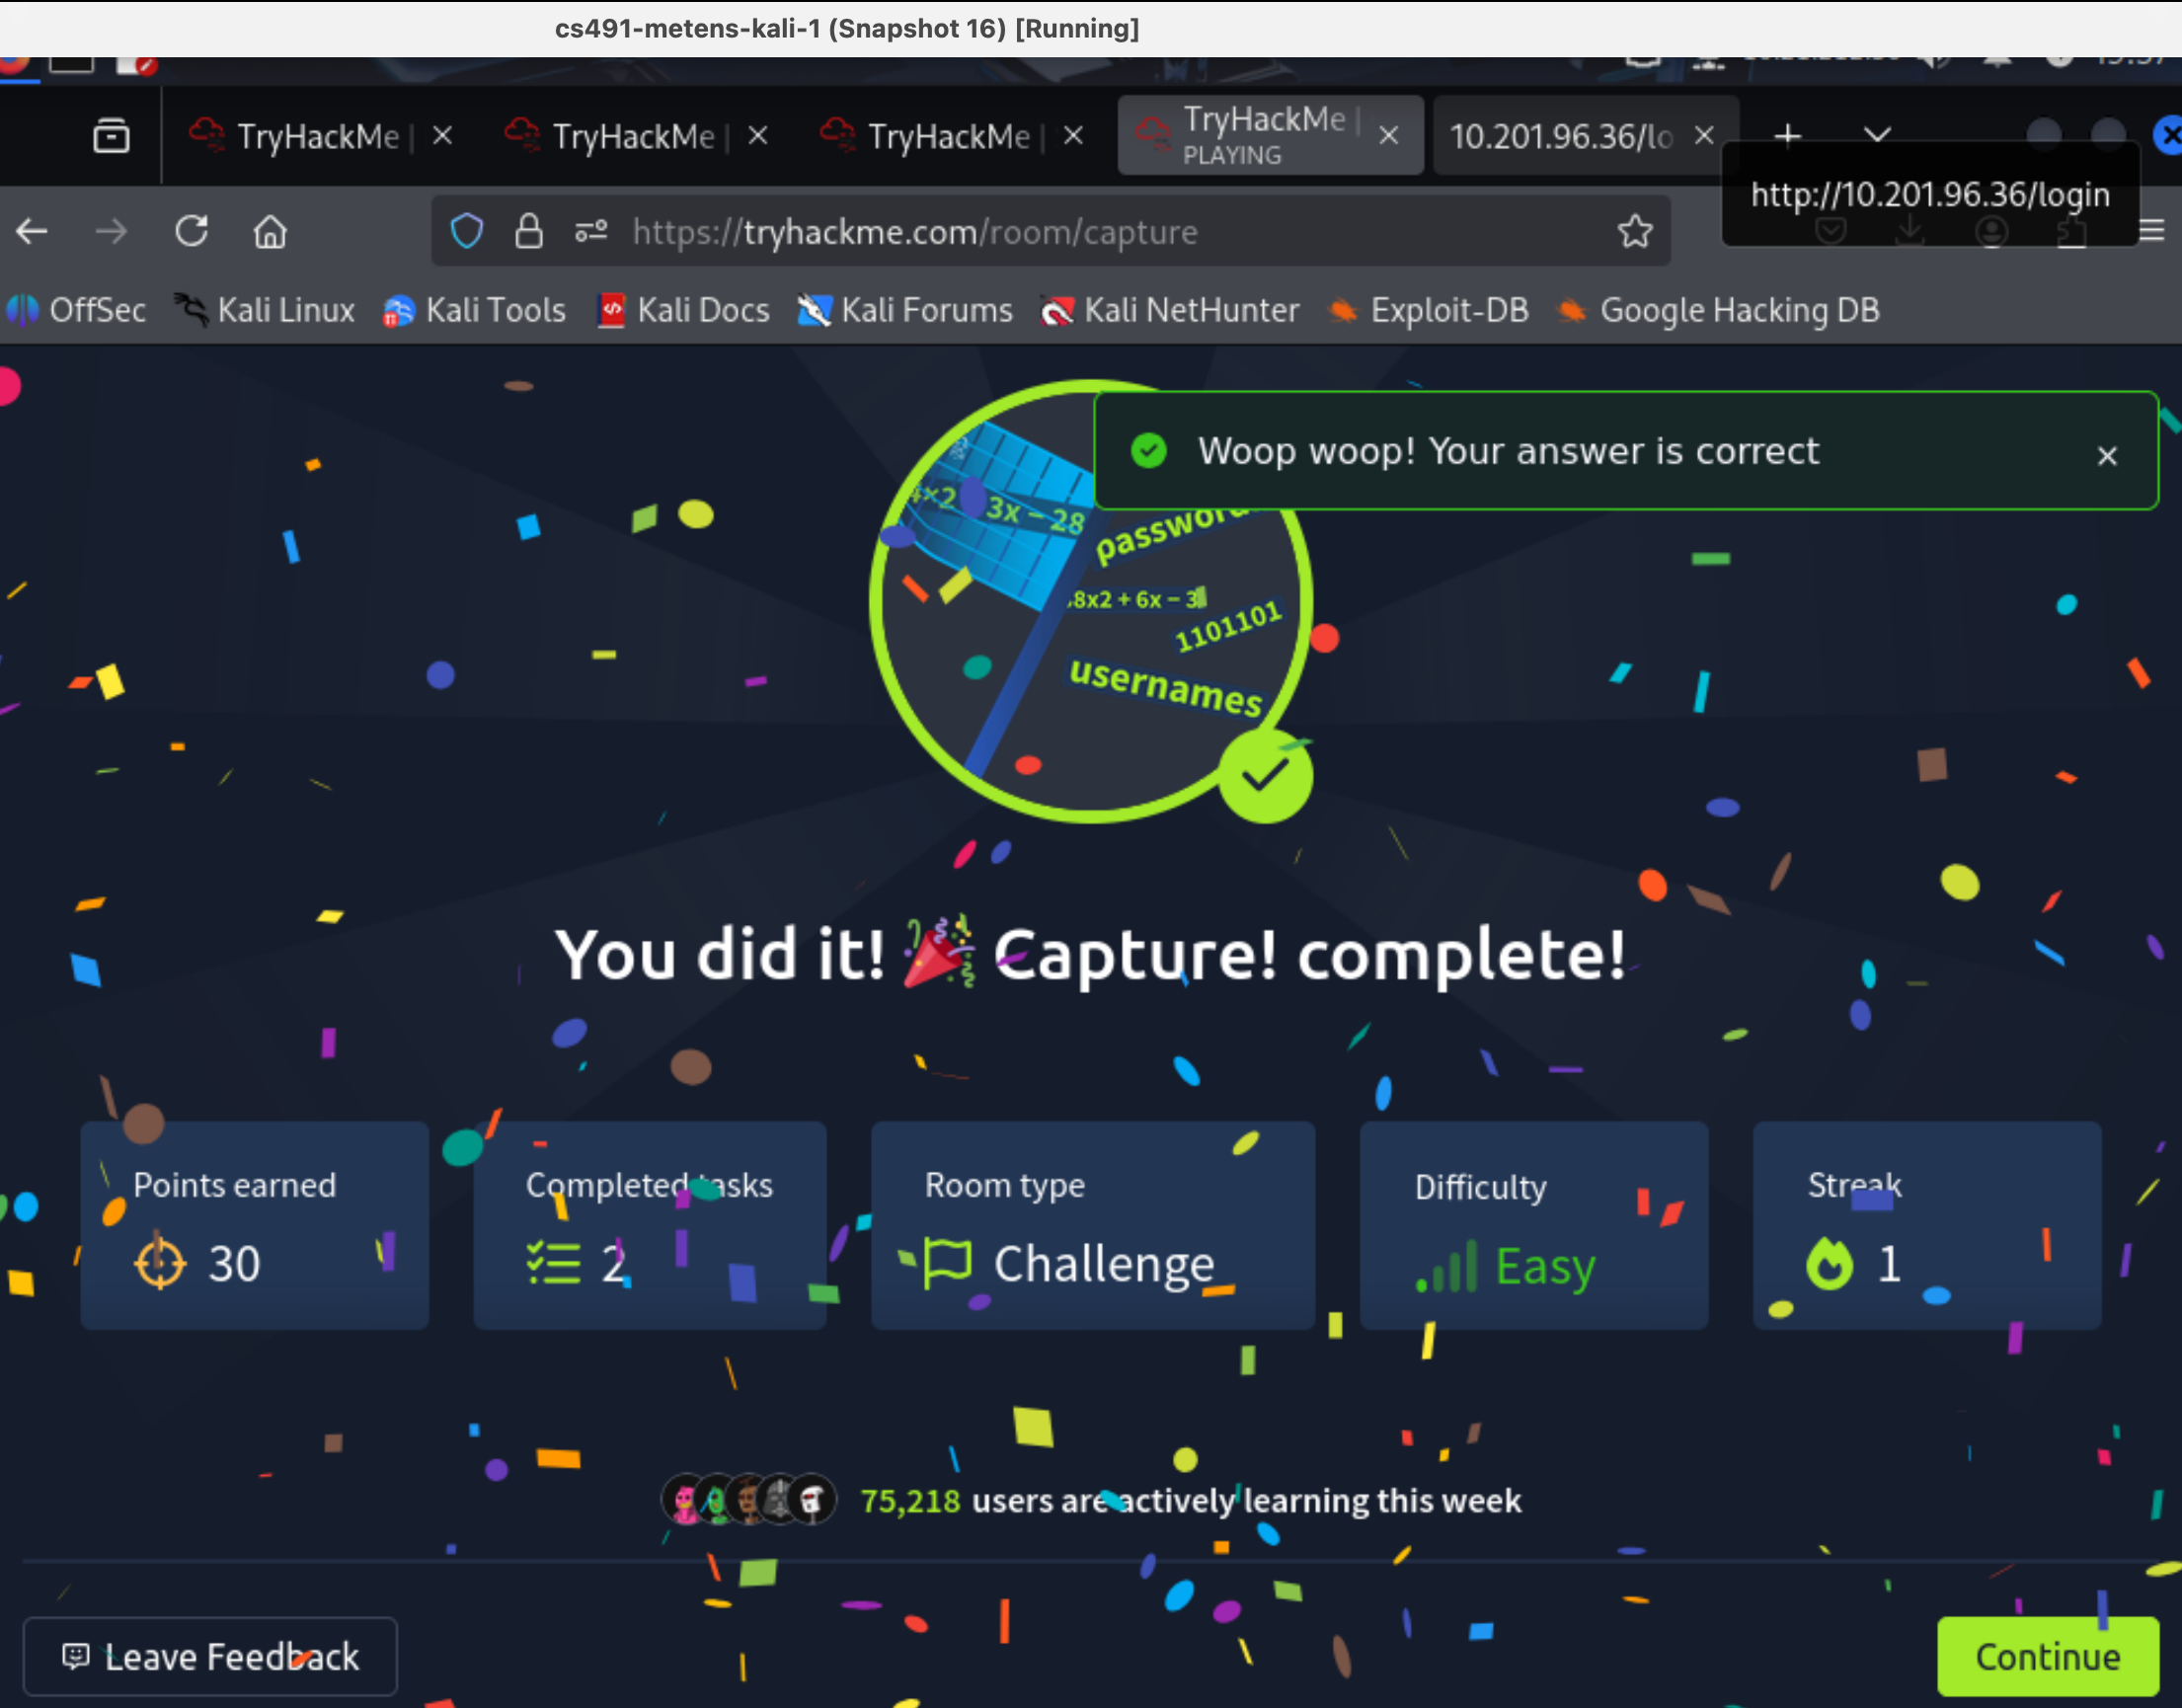 cs491-metens-kali-1 (Snapshot 16) [Running]
TryHackMe |
TryHackMe |
TryHackMe |
TryHackMe |
PLAYING
10.201.96.36/lo
http://10.201.96.36/login
https://tryhackme.com/room/capture
OffSec
Kali Linux
Kali Tools
Kali Docs
Kali Forums
Kali NetHunter
Exploit-DB
Google Hacking DB
Woop woop! Your answer is correct
3x - 28
password
8x2 + 6x - 3
1101101
usernames
You did it! 🎉 Capture! complete!
Points earned
30
Completed tasks
2
Room type
Challenge
Difficulty
Easy
Streak
1
75,218 users are actively learning this week
Leave Feedback
Continue